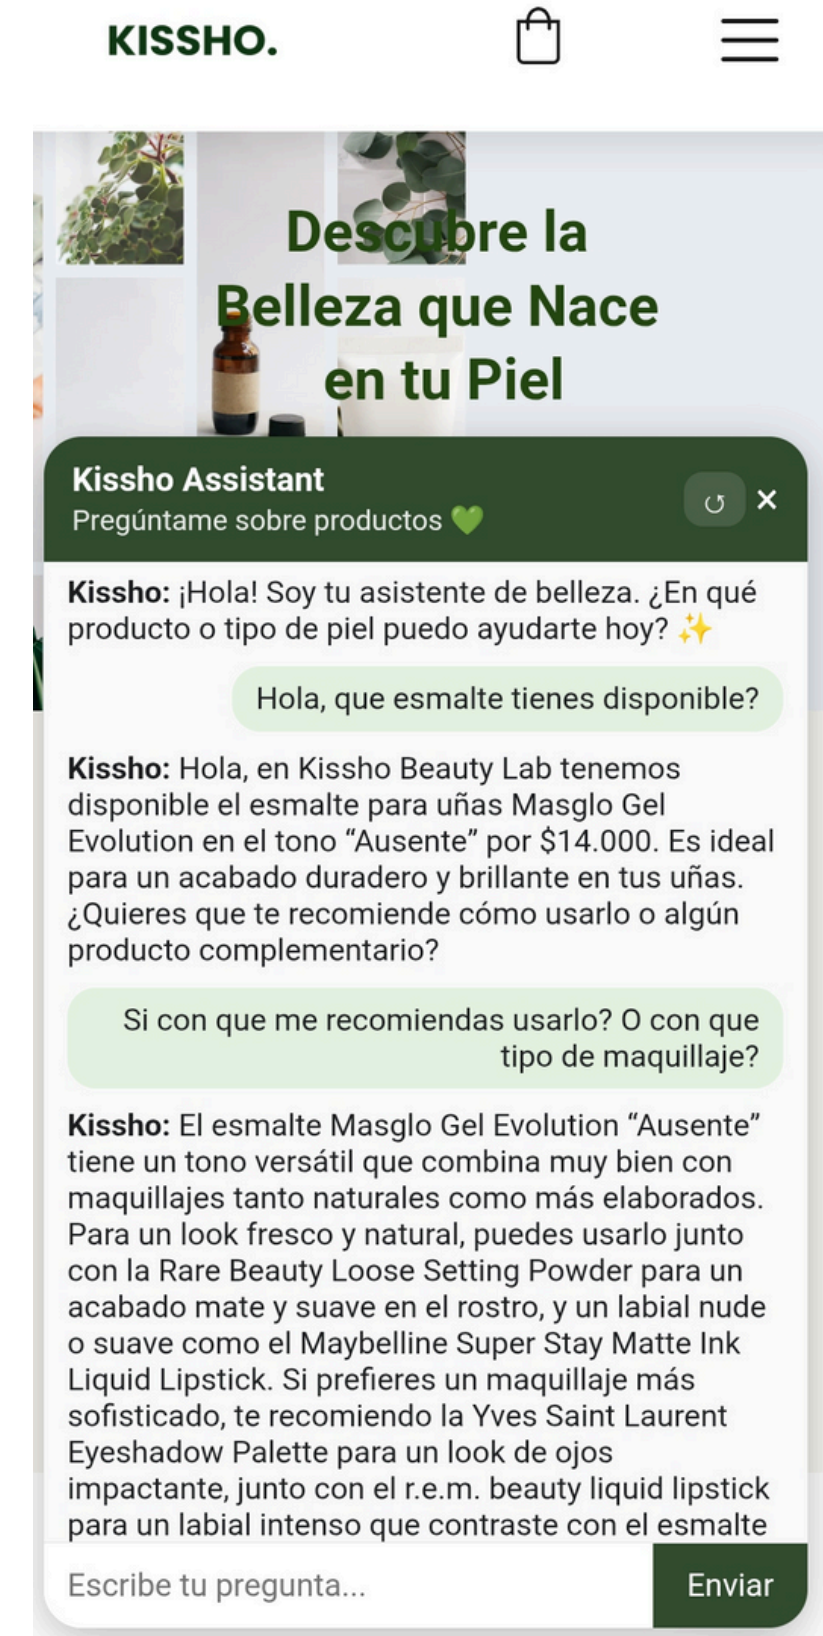 KISSHO.
Descubre la
Belleza que Nace
en tu Piel
Kissho Assistant
Pregúntame sobre productos 💚
Kissho: ¡Hola! Soy tu asistente de belleza. ¿En qué
producto o tipo de piel puedo ayudarte hoy? ✨
Hola, que esmalte tienes disponible?
Kissho: Hola, en Kissho Beauty Lab tenemos
disponible el esmalte para uñas Masglo Gel
Evolution en el tono “Ausente” por $14.000. Es ideal
para un acabado duradero y brillante en tus uñas.
¿Quieres que te recomiende cómo usarlo o algún
producto complementario?
Si con que me recomiendas usarlo? O con que
tipo de maquillaje?
Kissho: El esmalte Masglo Gel Evolution “Ausente”
tiene un tono versátil que combina muy bien con
maquillajes tanto naturales como más elaborados.
Para un look fresco y natural, puedes usarlo junto
con la Rare Beauty Loose Setting Powder para un
acabado mate y suave en el rostro, y un labial nude
o suave como el Maybelline Super Stay Matte Ink
Liquid Lipstick. Si prefieres un maquillaje más
sofisticado, te recomiendo la Yves Saint Laurent
Eyeshadow Palette para un look de ojos
impactante, junto con el r.e.m. beauty liquid lipstick
para un labial intenso que contraste con el esmalte
Escribe tu pregunta...
Enviar